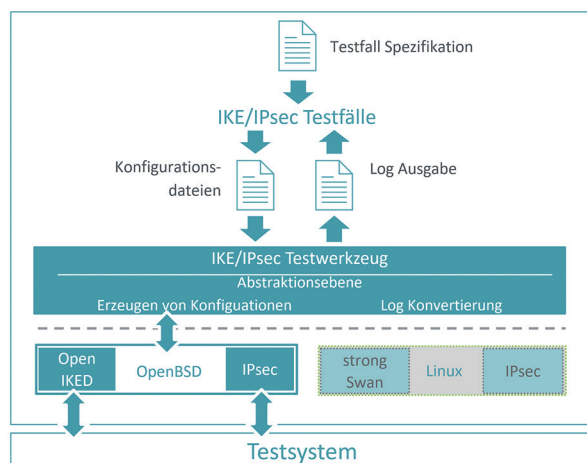 Testfall Spezifikation
IKE/IPsec Testfälle
Konfigurations-
dateien
Log Ausgabe
IKE/IPsec Testwerkzeug
Abstraktionsebene
Erzeugen von Konfiguationen
Log Konvertierung
Open
IKED
OpenBSD
IPsec
strong
Swan
Linux
IPsec
Testsystem